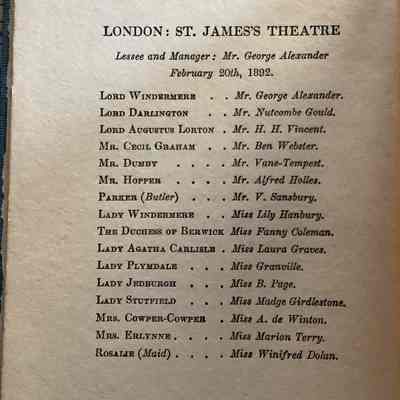 LONDON: ST. JAMES'S THEATRE
Lessee and Manager: Mr. George Alexander
February 20th, 1892.
LORD WINDERMERE . . Mr. George Alexander.
LORD DARLINGTON . . Mr. Nutcombe Gould.
LORD AUGUSTUS LORTON . Mr. H. H. Vincent.
MR. CECIL GRAHAM . . Mr. Ben Webster.
MR. DUMBY . . . . Mr. Vane-Tempest.
MR. HOPPER . . . . Mr. Alfred Holles.
PARKER (Butler) . . . Mr. V. Sansbury.
LADY WINDERMERE . . Miss Lily Hanbury.
THE DUCHESS OF BERWICK Miss Fanny Coleman.
LADY AGATHA CARLISLE . Miss Laura Graves.
LADY PLYMDALE . . . Miss Granville.
LADY JEDBURGH . . . Miss B. Page.
LADY STUTFIELD . . . Miss Madge Girdlestone.
MRS. COWPER-COWPER . Miss A. de Winton.
MRS. ERLYNNE . . . . Miss Marion Terry.
ROSALIE (Maid) . . . . Miss Winifred Dolan.